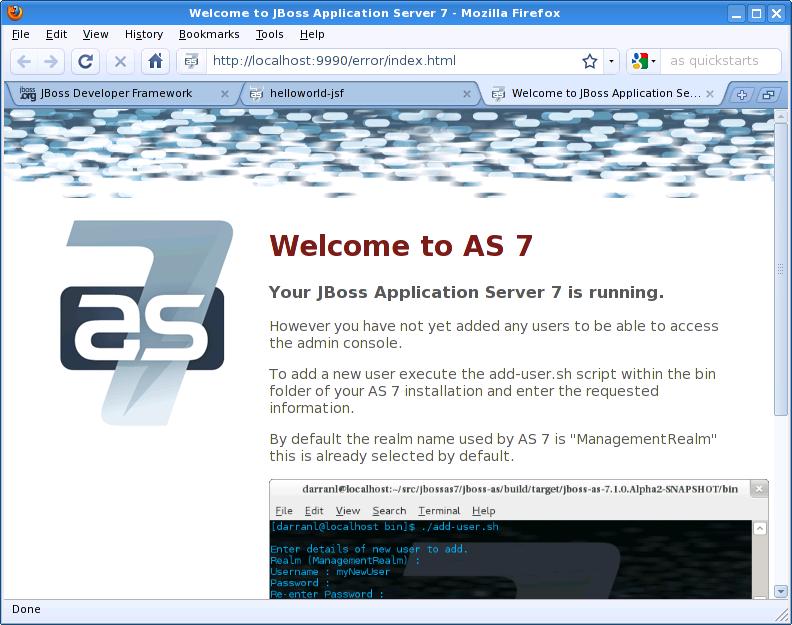 Welcome to JBoss Application Server 7 - Mozilla Firefox
File Edit View History Bookmarks Tools Help
http://localhost:9990/error/index.html
as quickstarts
jboss.org JBoss Developer Framework
helloworld-jsf
Welcome to JBoss Application Se...
7
as
Welcome to AS 7
Your JBoss Application Server 7 is running.
However you have not yet added any users to be able to access
the admin console.
To add a new user execute the add-user.sh script within the bin
folder of your AS 7 installation and enter the requested
information.
By default the realm name used by AS 7 is "ManagementRealm"
this is already selected by default.
darranl@localhost:~/src/jbossas7/jboss-as/build/target/jboss-as-7.1.0.Alpha2-SNAPSHOT/bin
File Edit View Search Terminal Help
[darranl@localhost bin]$ ./add-user.sh
Enter details of new user to add.
Realm (ManagementRealm) :
Username : myNewUser
Password :
Re-enter Password :
Done